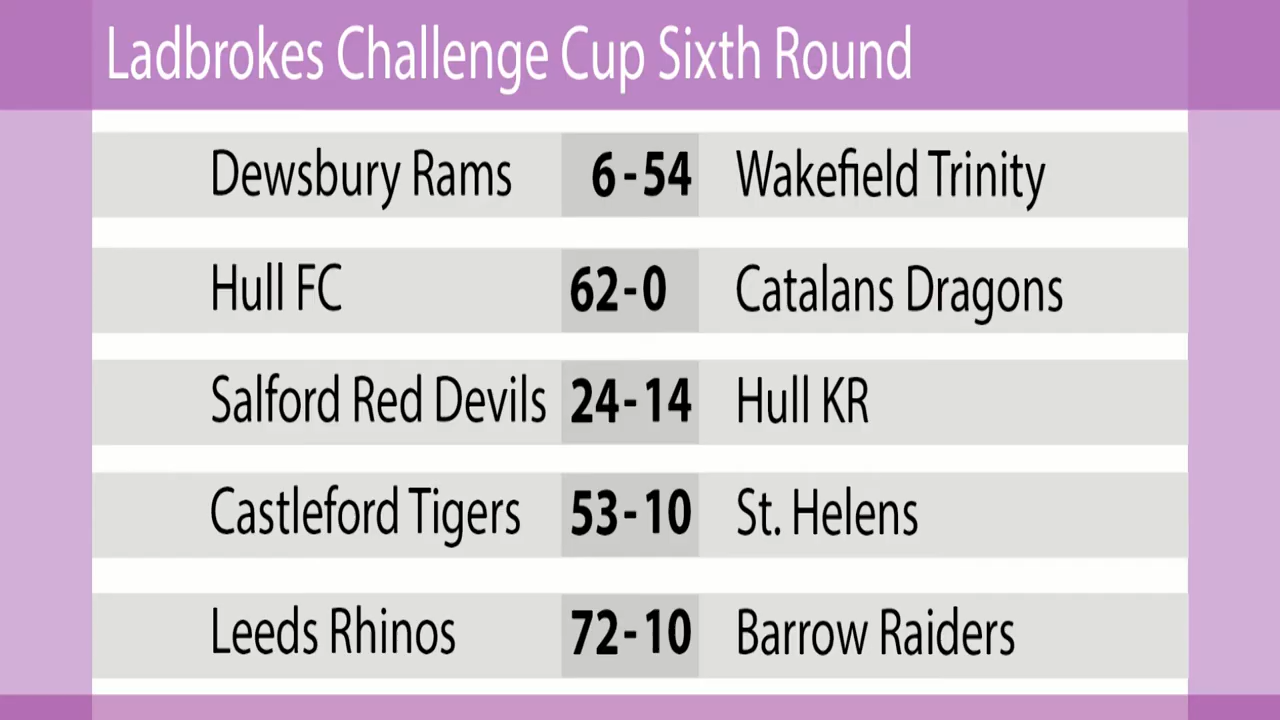 Ladbrokes Challenge Cup Sixth Round
Dewsbury Rams 6-54 Wakefield Trinity
Hull FC 62-0 Catalans Dragons
Salford Red Devils 24-14 Hull KR
Castleford Tigers 53-10 St. Helens
Leeds Rhinos 72-10 Barrow Raiders